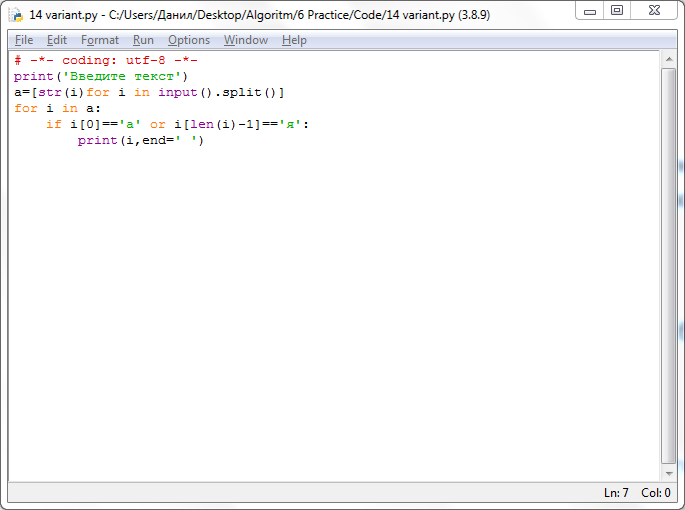 14 variant.py - C:/Users/Данил/Desktop/Algoritm/6 Practice/Code/14 variant.py (3.8.9)
File Edit Format Run Options Window Help
# -*- coding: utf-8 -*-
print('Введите текст')
a=[str(i)for i in input().split()]
for i in a:
    if i[0]=='а' or i[len(i)-1]=='я':
        print(i,end=' ')
Ln: 7 Col: 0